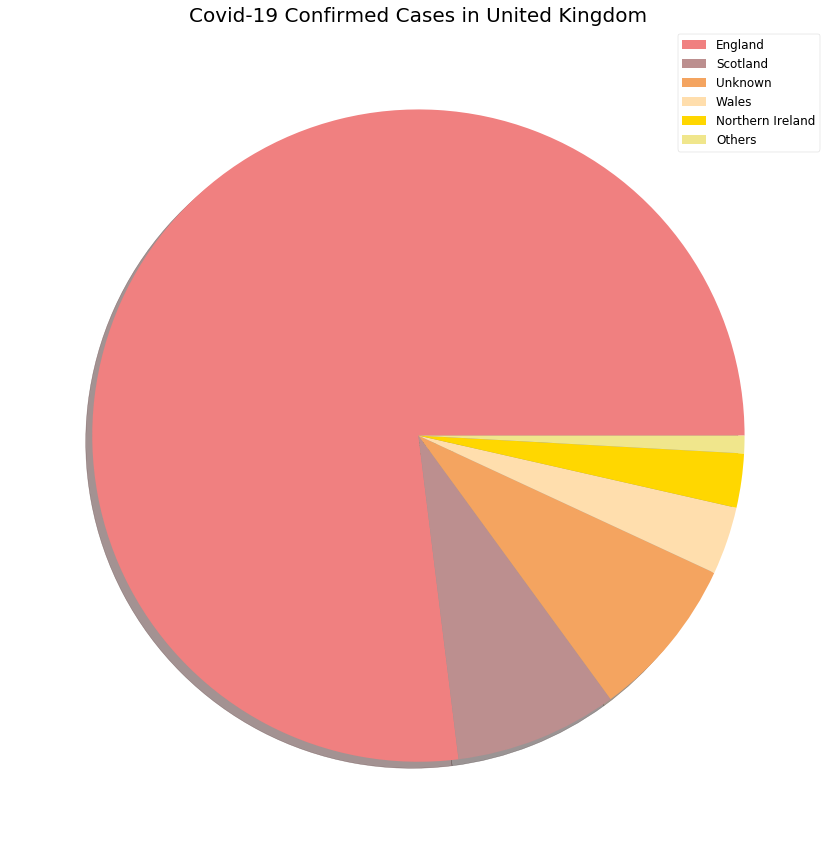 Covid-19 Confirmed Cases in United Kingdom
England
Scotland
Unknown
Wales
Northern Ireland
Others